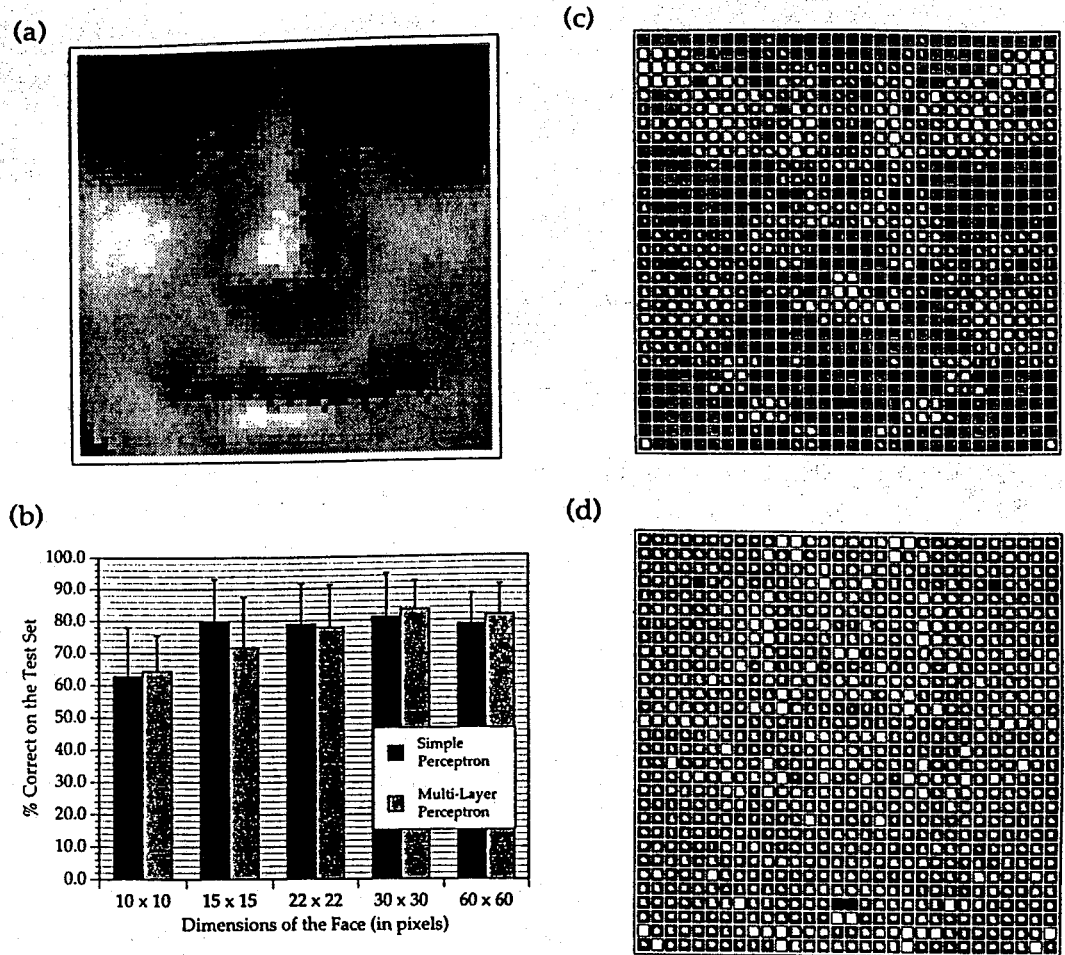 (a)
(c)
(b)
100.0
90.0
80.0
70.0
60.0
50.0
40.0
30.0
20.0
10.0
0.0
% Correct on the Test Set
Simple
Perceptron
Multi-Layer
Perceptron
10 x 10
15 x 15
22 x 22
30 x 30
60 x 60
Dimensions of the Face (in pixels)
(d)